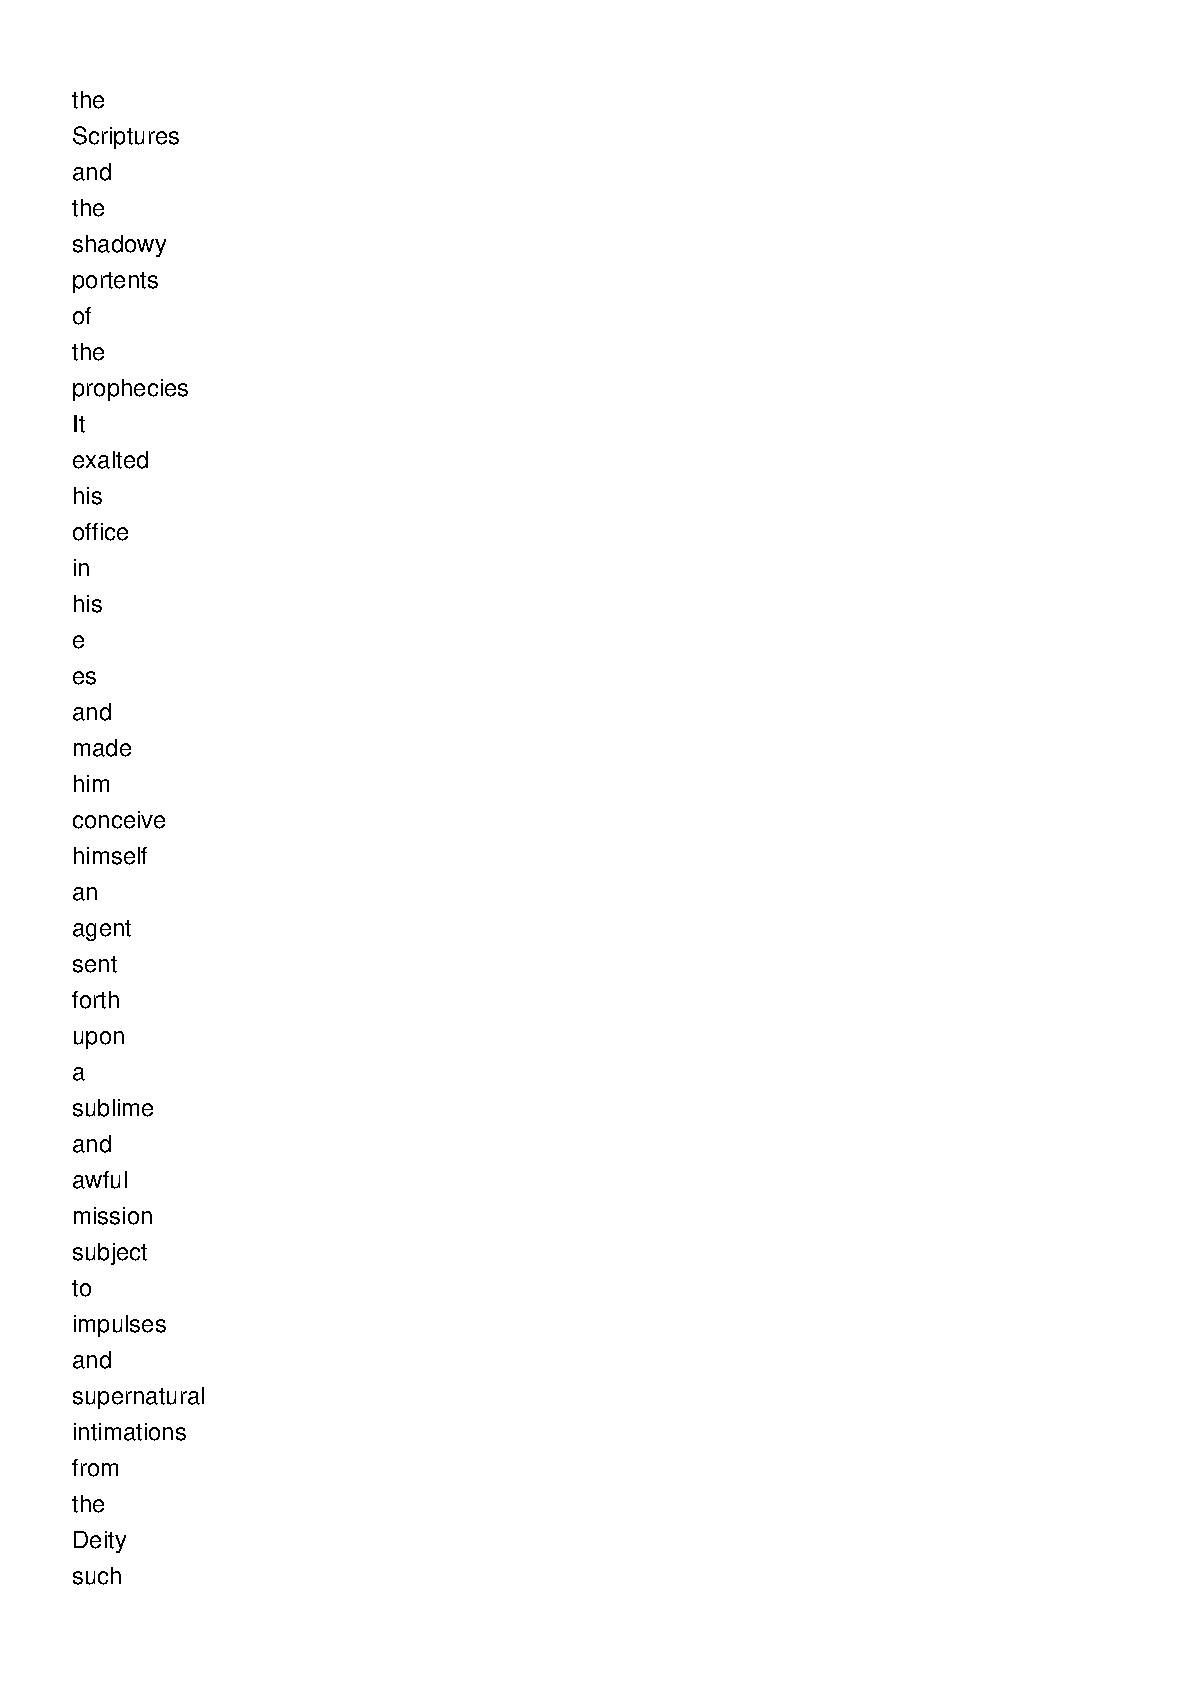 the
Scriptures
and
the
shadowy
portents
of
the
prophecies
It
exalted
his
office
in
his
e
es
and
made
him
conceive
himself
an
agent
sent
forth
upon
a
sublime
and
awful
mission
subject
to
impulses
and
supernatural
intimations
from
the
Deity
such